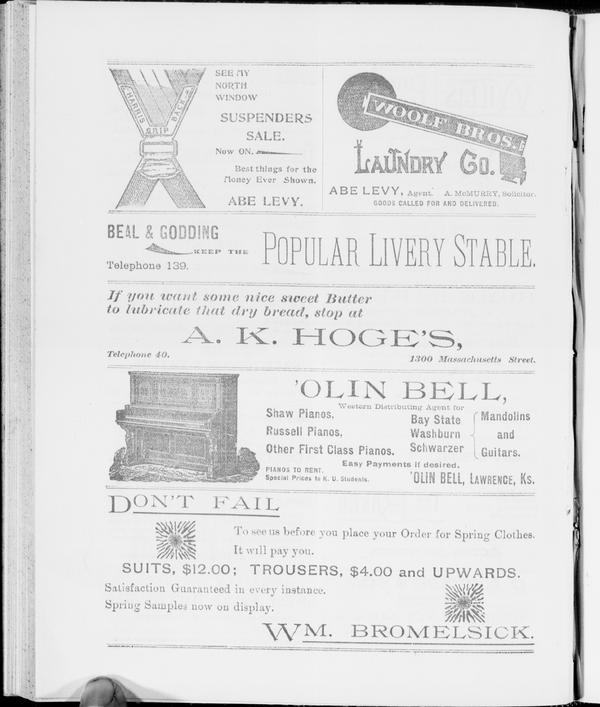 HARRIS
GRIP
BACK
SEE MY
NORTH
WINDOW
SUSPENDERS
SALE.
Now ON.
Best things for the
Money Ever Shown.
ABE LEVY.
WOOLF BROS.
LAUNDRY CO.
ABE LEVY, Agent. A. McMURRY, Solicitor.
GOODS CALLED FOR AND DELIVERED.
BEAL & GODDING
KEEP THE
Telephone 139.
POPULAR LIVERY STABLE.
If you want some nice sweet Butter
to lubricate that dry bread, stop at
A. K. HOGE'S,
Telephone 40.
1300 Massachusetts Street.
'OLIN BELL,
Western Distributing Agent for
Shaw Pianos,
Russell Pianos,
Other First Class Pianos.
Bay State
Washburn
Schwarzer
Mandolins
and
Guitars.
Easy Payments if desired.
PIANOS TO RENT.
Special Prices to K. U. Students.
'OLIN BELL, LAWRENCE, KS.
DON'T FAIL
To see us before you place your Order for Spring Clothes.
It will pay you.
SUITS, $12.00; TROUSERS, $4.00 and UPWARDS.
Satisfaction Guaranteed in every instance.
Spring Samples now on display.
WM. BROMELSICK.